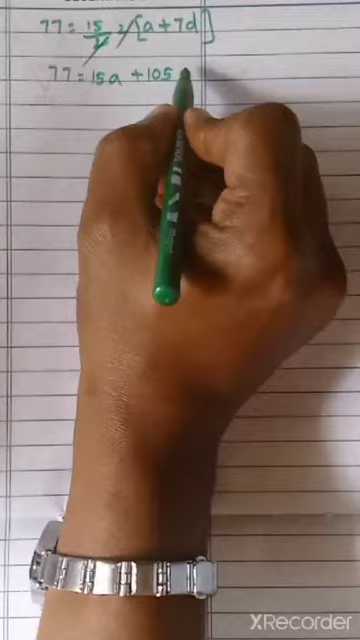 77 = 15/2 2[a + 7d]
77 = 15a + 105
XRecorder